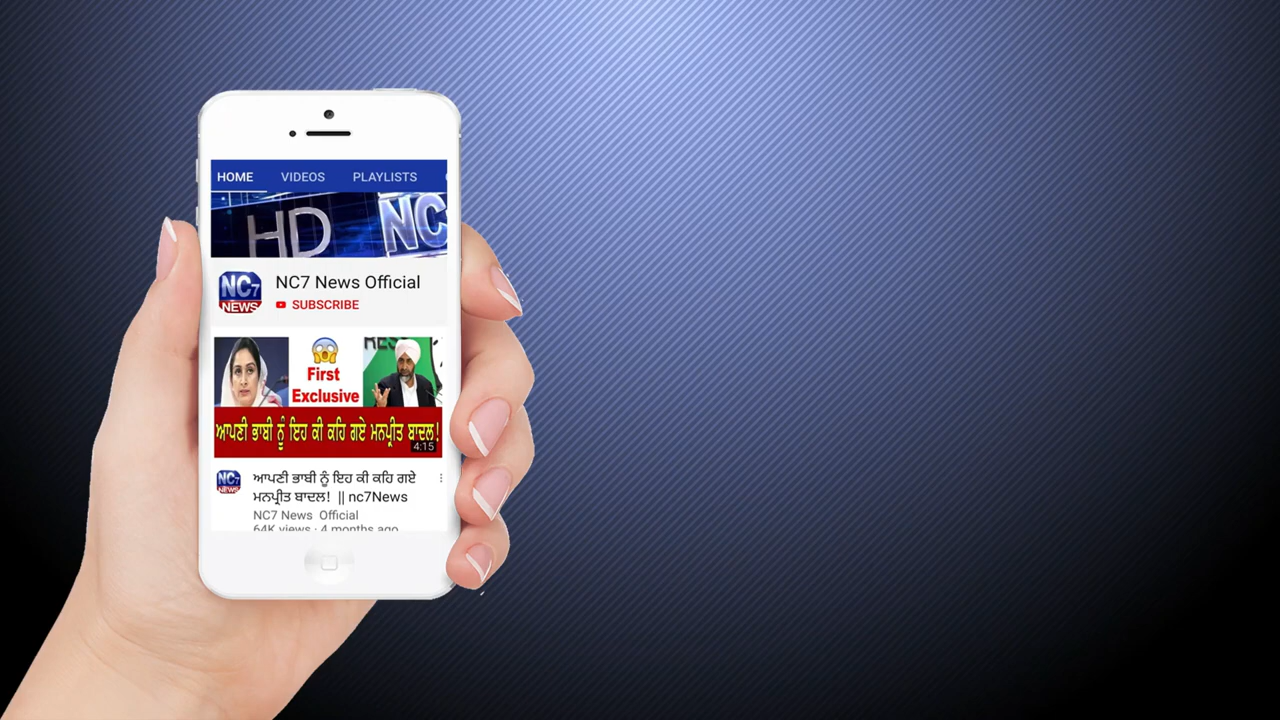 HOME VIDEOS PLAYLISTS
HD NC
NC7 NEWS
NC7 News Official
SUBSCRIBE
First
Exclusive
ਆਪਣੀ ਭਾਬੀ ਨੂੰ ਇਹ ਕੀ ਕਹਿ ਗਏ ਮਨਪ੍ਰੀਤ ਬਾਦਲ!
4:15
NC7 NEWS
ਆਪਣੀ ਭਾਬੀ ਨੂੰ ਇਹ ਕੀ ਕਹਿ ਗਏ
ਮਨਪ੍ਰੀਤ ਬਾਦਲ! || nc7News
NC7 News Official
64K views · 4 months ago